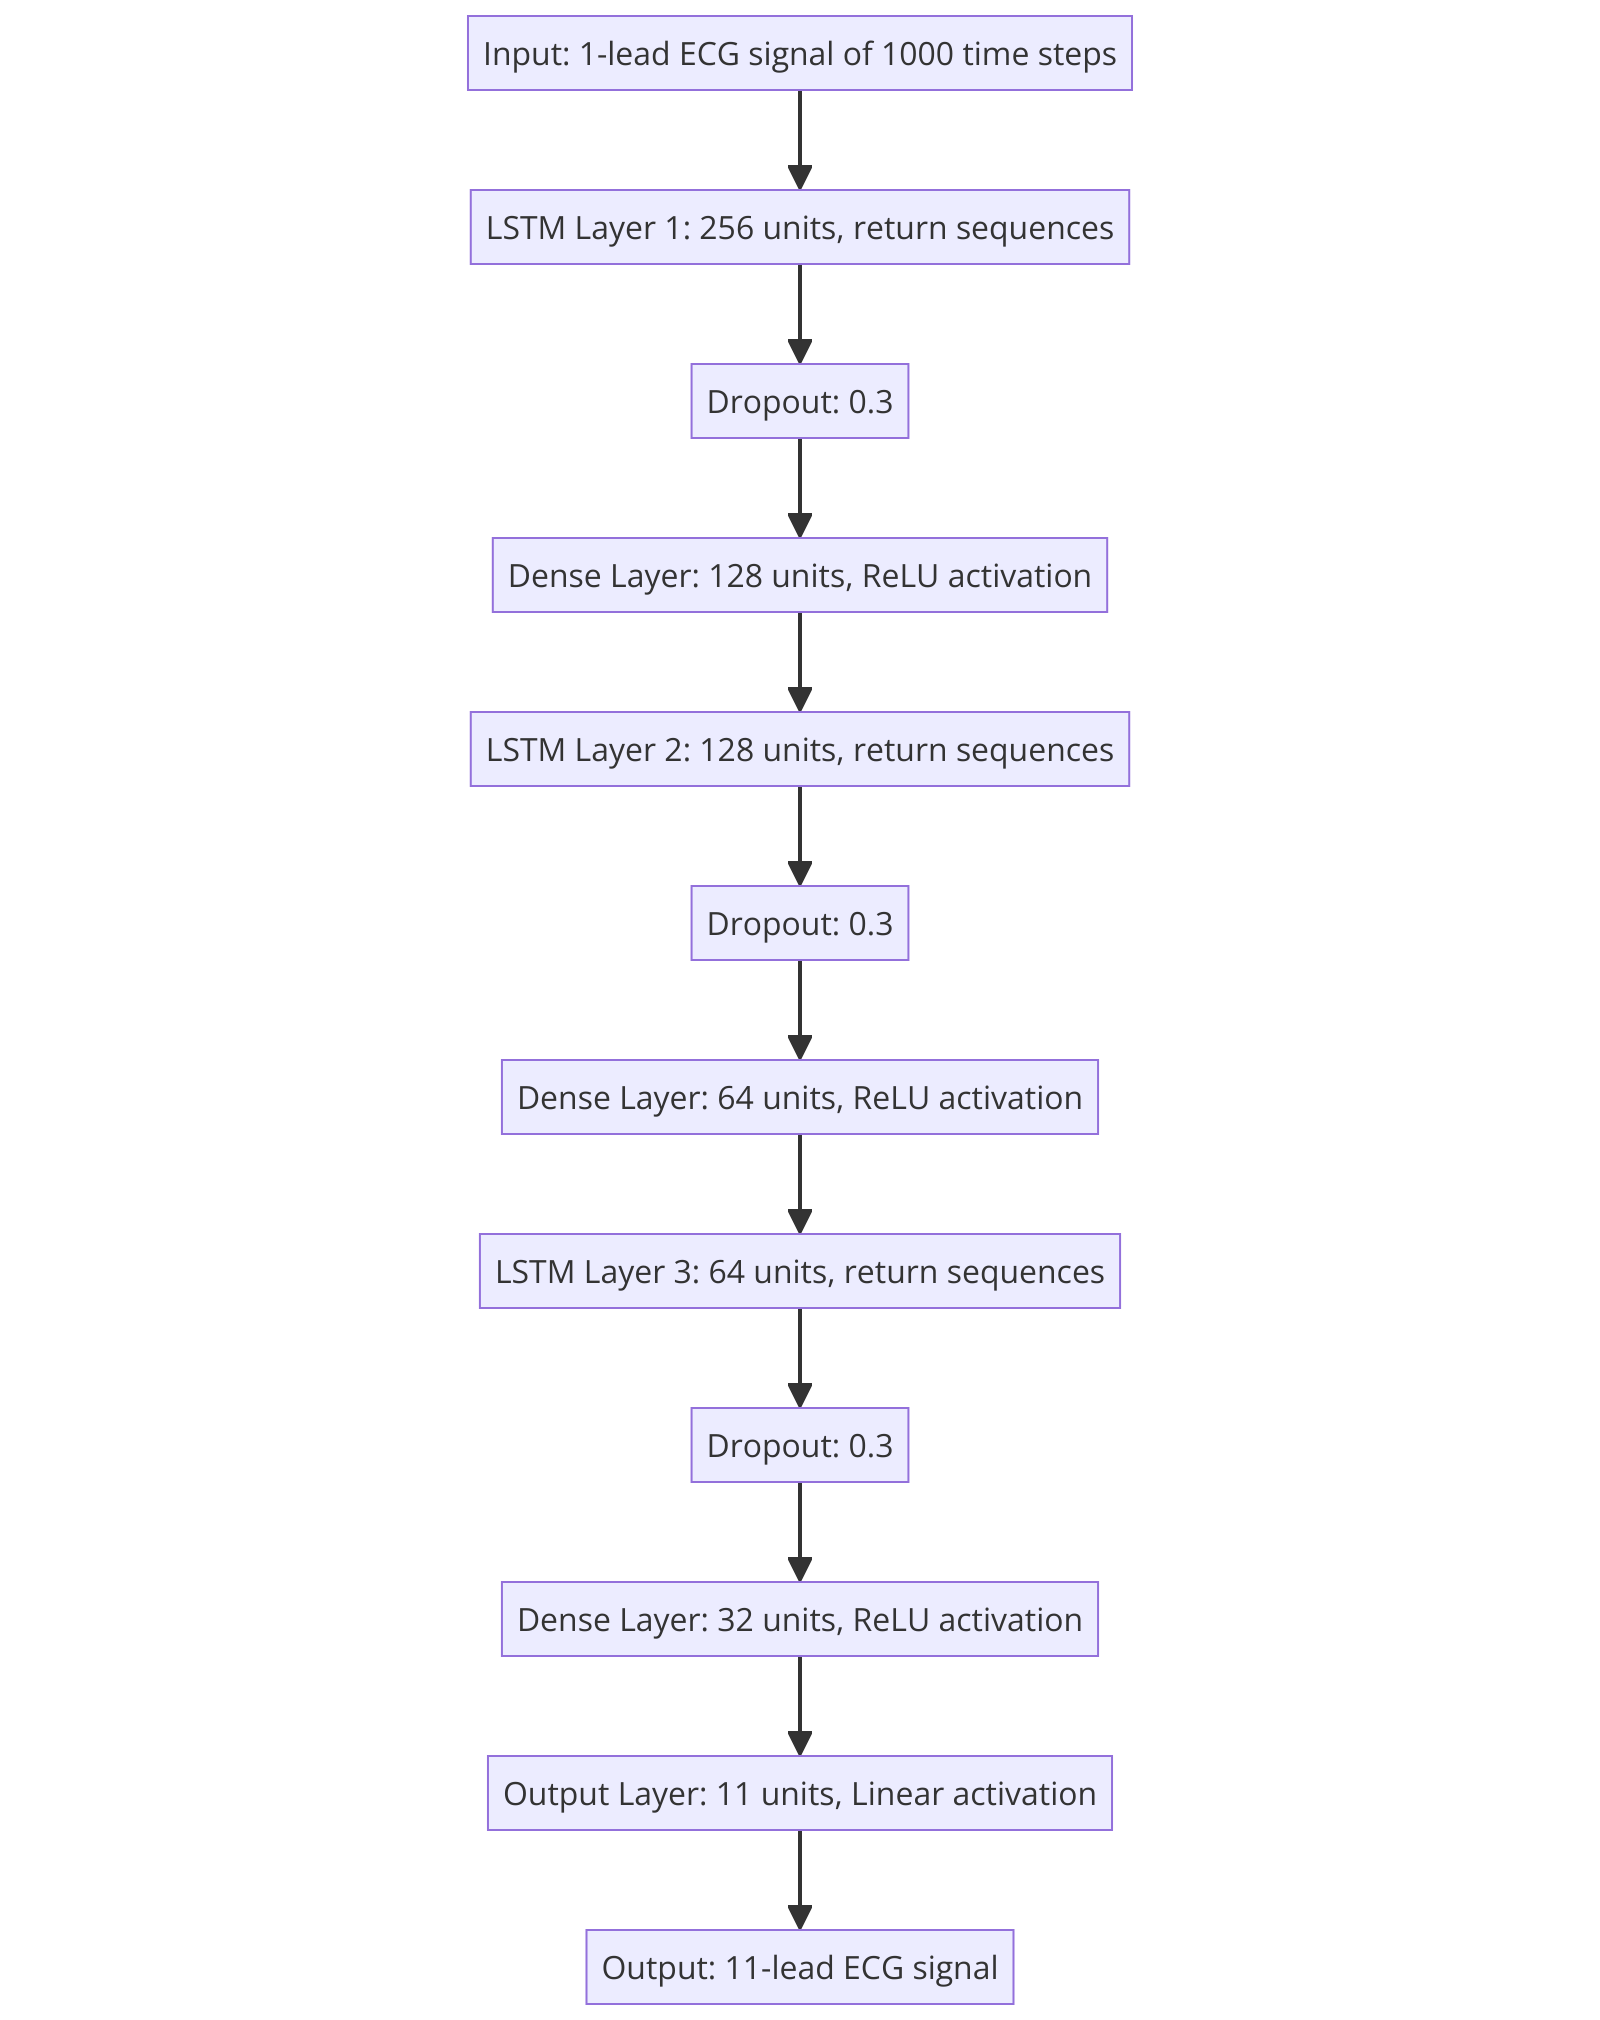 Input: 1-lead ECG signal of 1000 time steps
LSTM Layer 1: 256 units, return sequences
Dropout: 0.3
Dense Layer: 128 units, ReLU activation
LSTM Layer 2: 128 units, return sequences
Dropout: 0.3
Dense Layer: 64 units, ReLU activation
LSTM Layer 3: 64 units, return sequences
Dropout: 0.3
Dense Layer: 32 units, ReLU activation
Output Layer: 11 units, Linear activation
Output: 11-lead ECG signal